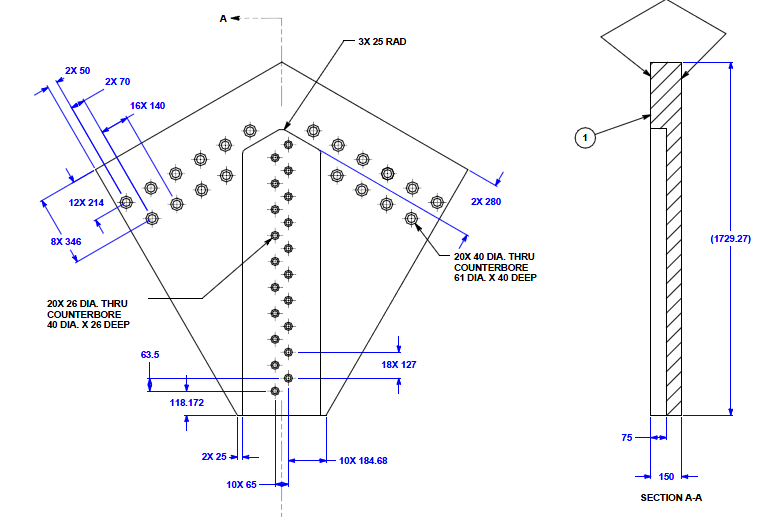 A
3X 25 RAD
2X 50
2X 70
16X 140
1
12X 214
2X 280
8X 346
(1729.27)
20X 40 DIA. THRU
COUNTERBORE
61 DIA. X 40 DEEP
20X 26 DIA. THRU
COUNTERBORE
40 DIA. X 26 DEEP
63.5
18X 127
118.172
75
2X 25
10X 184.68
10X 65
150
SECTION A-A